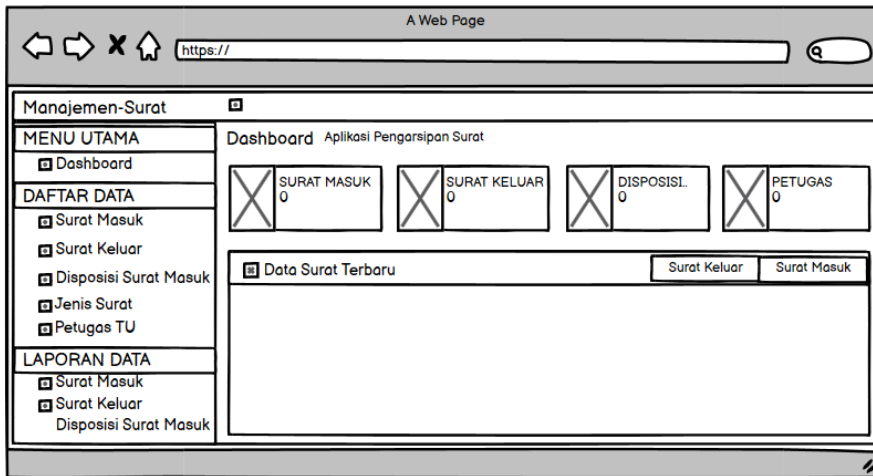 A Web Page
https://
Manajemen-Surat
MENU UTAMA
Dashboard
DAFTAR DATA
Surat Masuk
Surat Keluar
Disposisi Surat Masuk
Jenis Surat
Petugas TU
LAPORAN DATA
Surat Masuk
Surat Keluar
Disposisi Surat Masuk
Dashboard Aplikasi Pengarsipan Surat
SURAT MASUK
0
SURAT KELUAR
0
DISPOSISI..
0
PETUGAS
0
Data Surat Terbaru
Surat Keluar
Surat Masuk